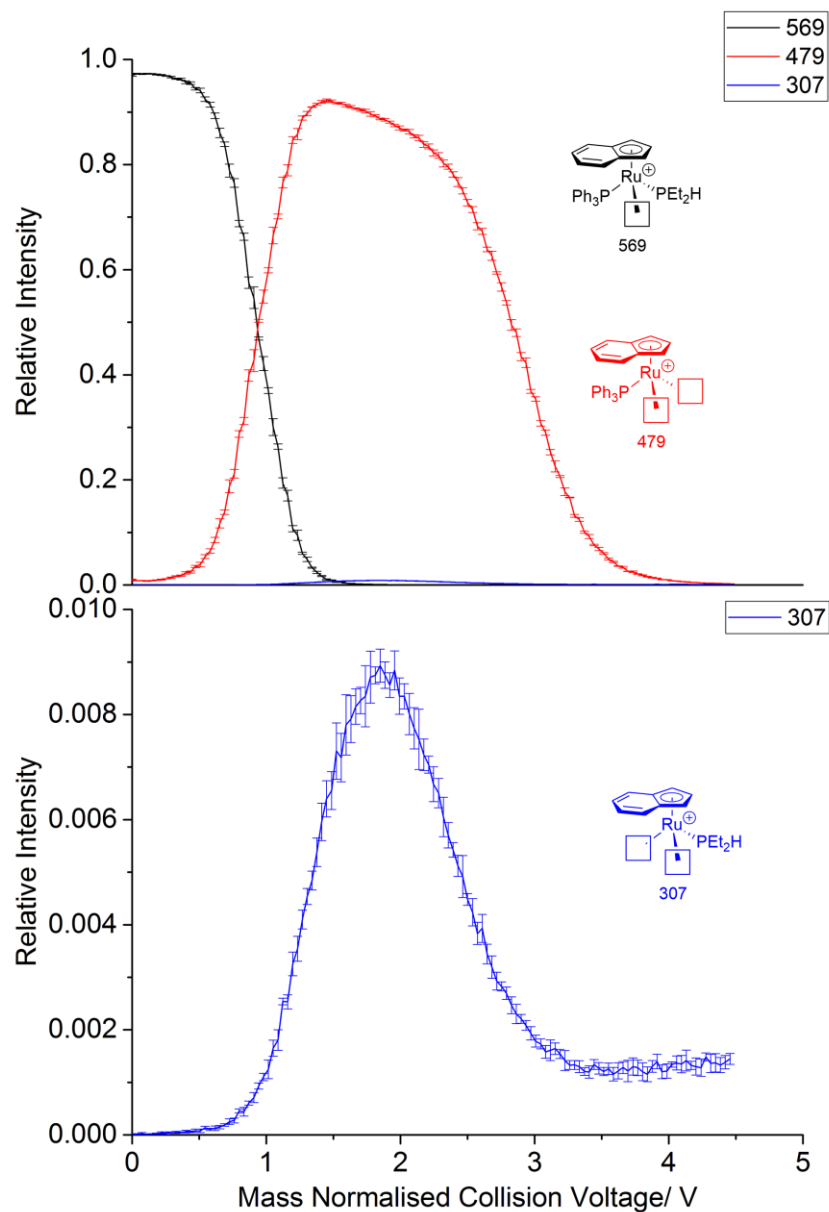 569
479
307
1.0
0.8
0.6
0.4
0.2
0.0
Relative Intensity
Ru⊕
Ph₃P
PEt₂H
569
Ru⊕
Ph₃P
479
307
0.010
0.008
0.006
0.004
0.002
0.000
Relative Intensity
Ru⊕
PEt₂H
307
0 1 2 3 4 5
Mass Normalised Collision Voltage/ V